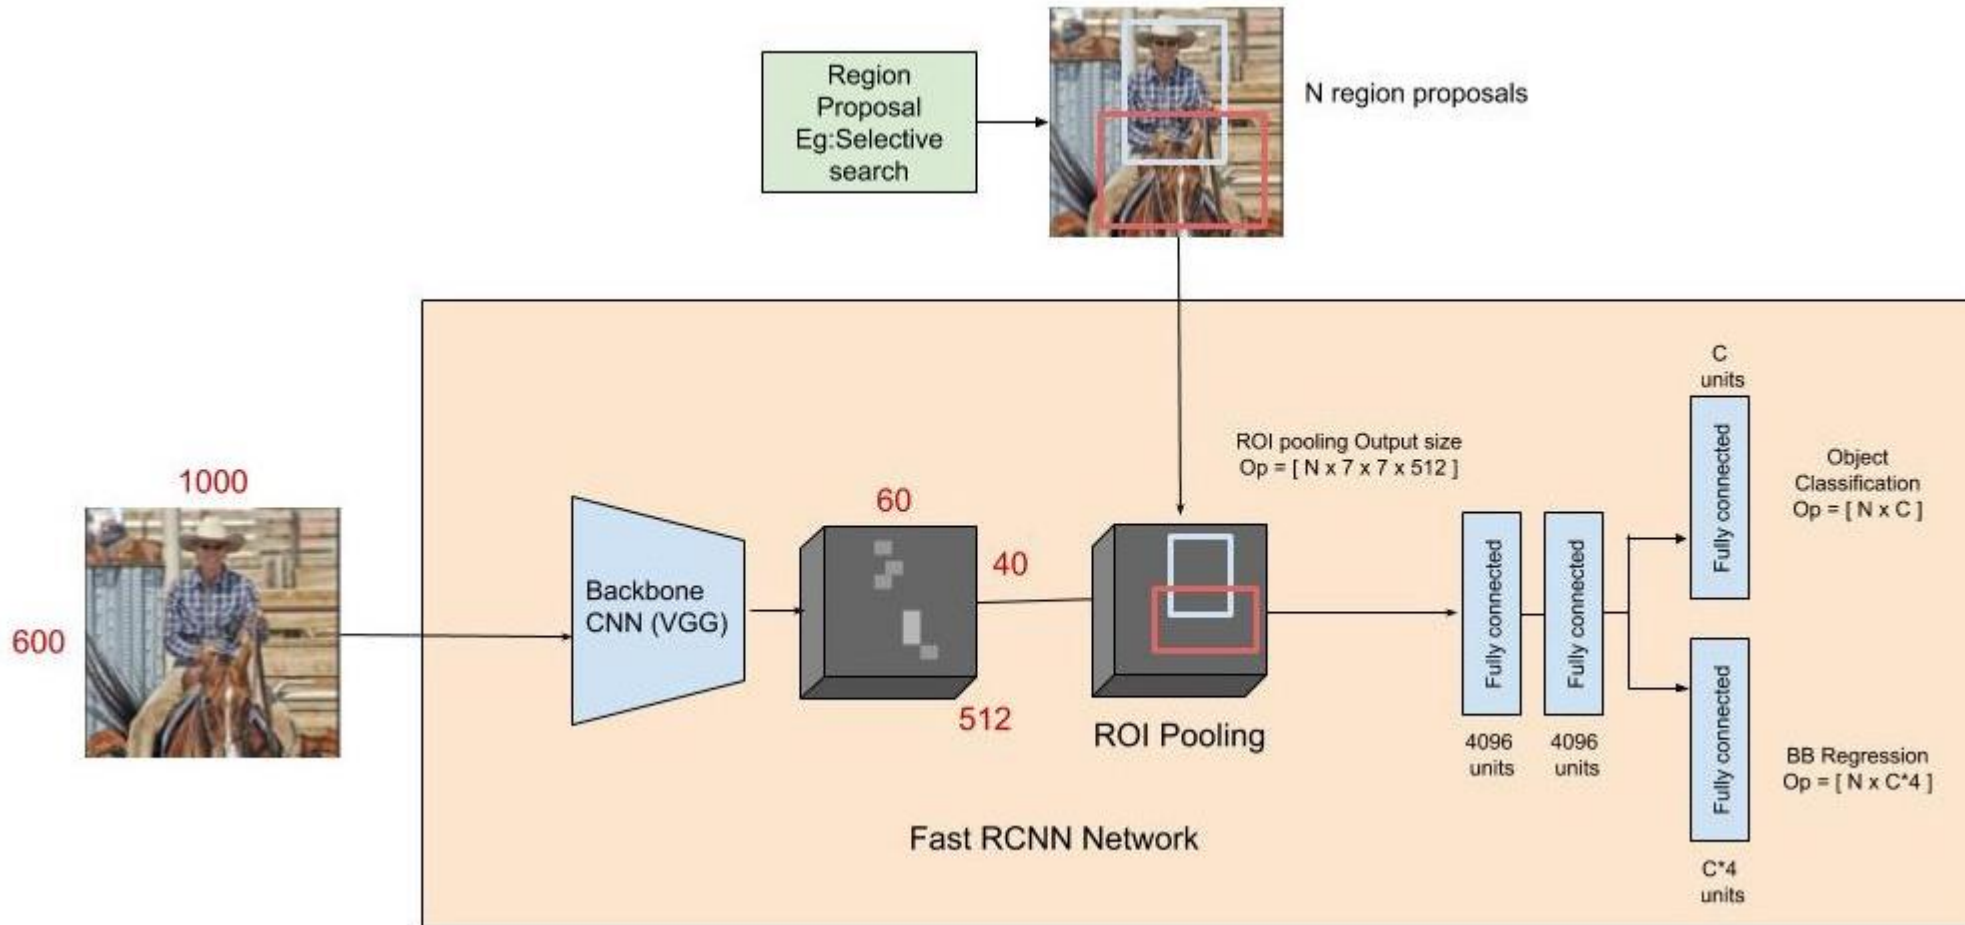 Region
Proposal
Eg:Selective
search
N region proposals
1000
600
Backbone
CNN (VGG)
60
40
512
ROI pooling Output size
Op = [ N x 7 x 7 x 512 ]
ROI Pooling
Fully connected
4096
units
Fully connected
4096
units
C
units
Fully connected
Object
Classification
Op = [ N x C ]
Fully connected
C*4
units
BB Regression
Op = [ N x C*4 ]
Fast RCNN Network